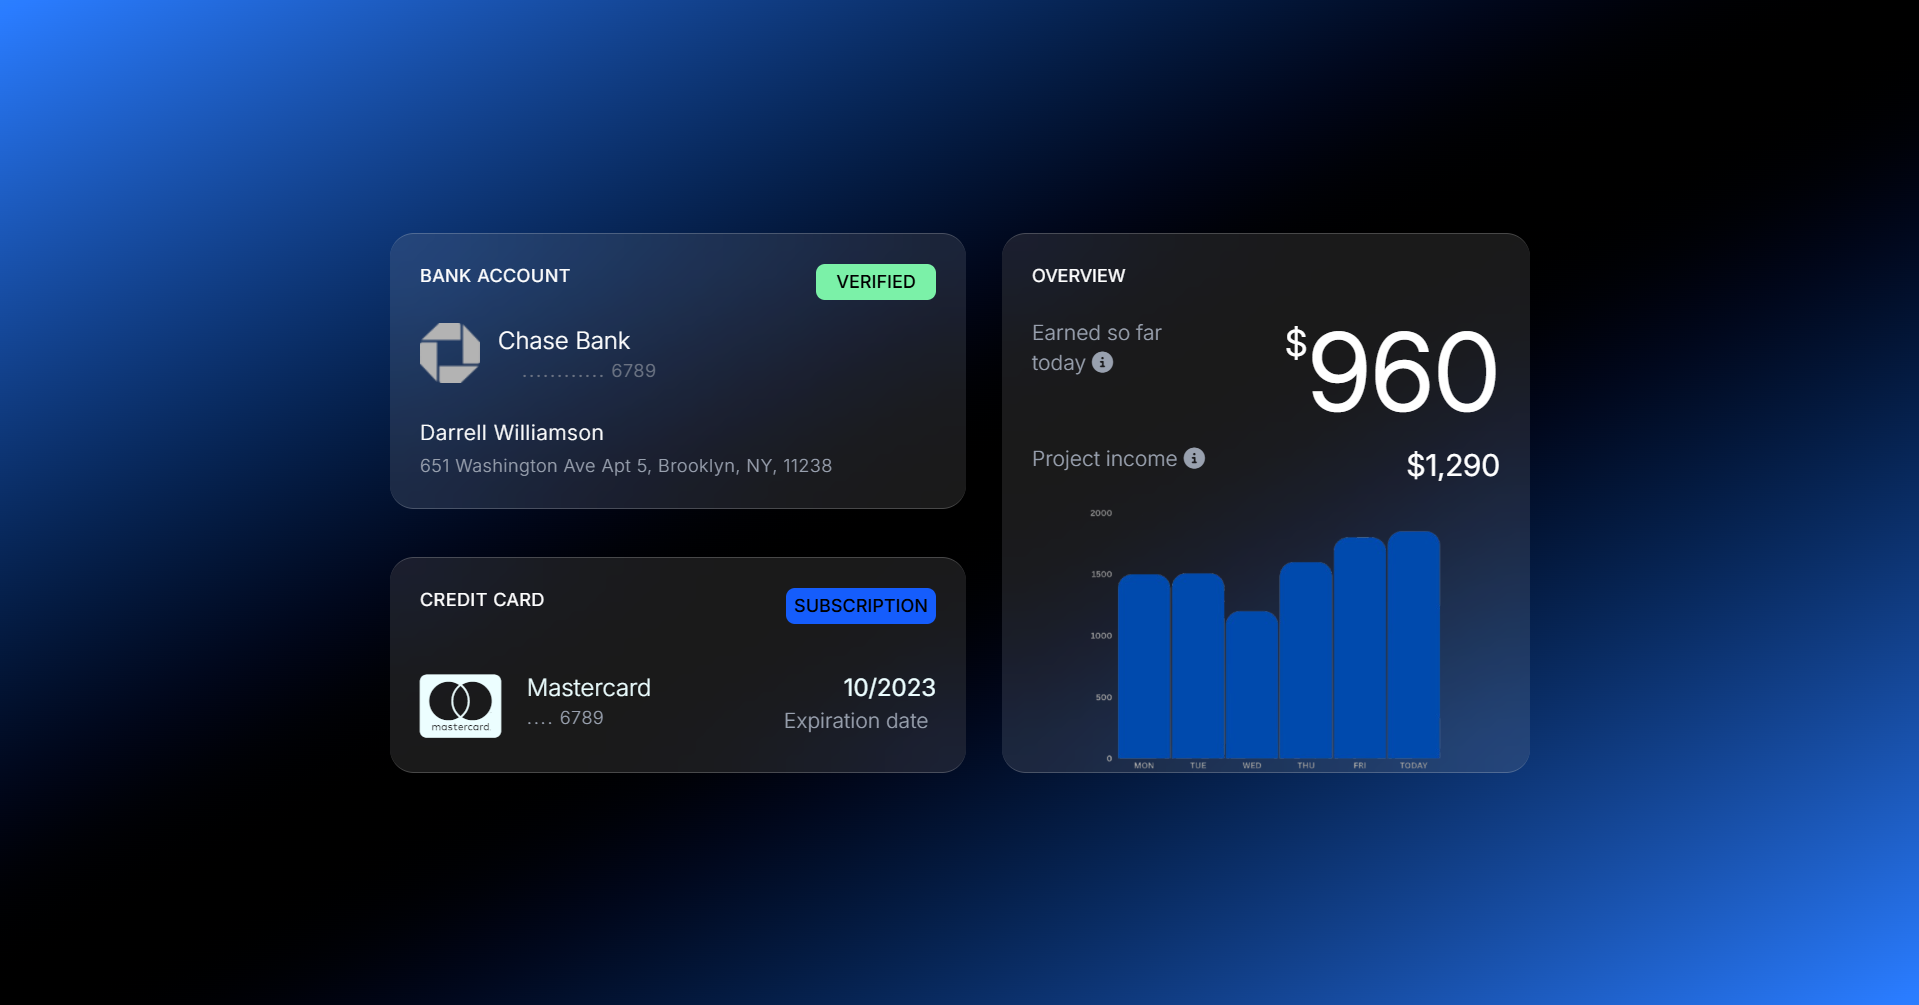 BANK ACCOUNT
VERIFIED
Chase Bank
............ 6789
Darrell Williamson
651 Washington Ave Apt 5, Brooklyn, NY, 11238
CREDIT CARD
SUBSCRIPTION
mastercard.
Mastercard
.... 6789
10/2023
Expiration date
OVERVIEW
Earned so far
today
$960
Project income
$1,290
2000
1500
1000
500
0
MON TUE WED THU FRI TODAY